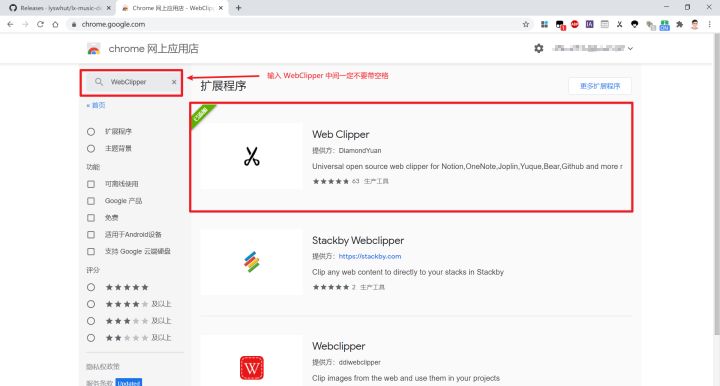 Releases · lyswhut/lx-music-de
chrome 网上应用店 - WebClipp
chrome.google.com
chrome 网上应用店
WebClipper
输入 WebClipper 中间一定不要带空格
扩展程序
更多扩展程序
« 首页
扩展程序
主题背景
功能
可离线使用
Google 产品
免费
适用于Android设备
支持 Google 云端硬盘
评分
及以上
及以上
及以上
隐私权政策
服务条款 Updated
Web Clipper
提供方: DiamondYuan
Universal open source web clipper for Notion,OneNote,Joplin,Yuque,Bear,Github and more
63 生产工具
Stackby Webclipper
提供方: https://stackby.com
Clip any web content to directly to your stacks in Stackby
2 生产工具
Webclipper
提供方: ddiwebclipper
Clip images from the web and use them in your projects